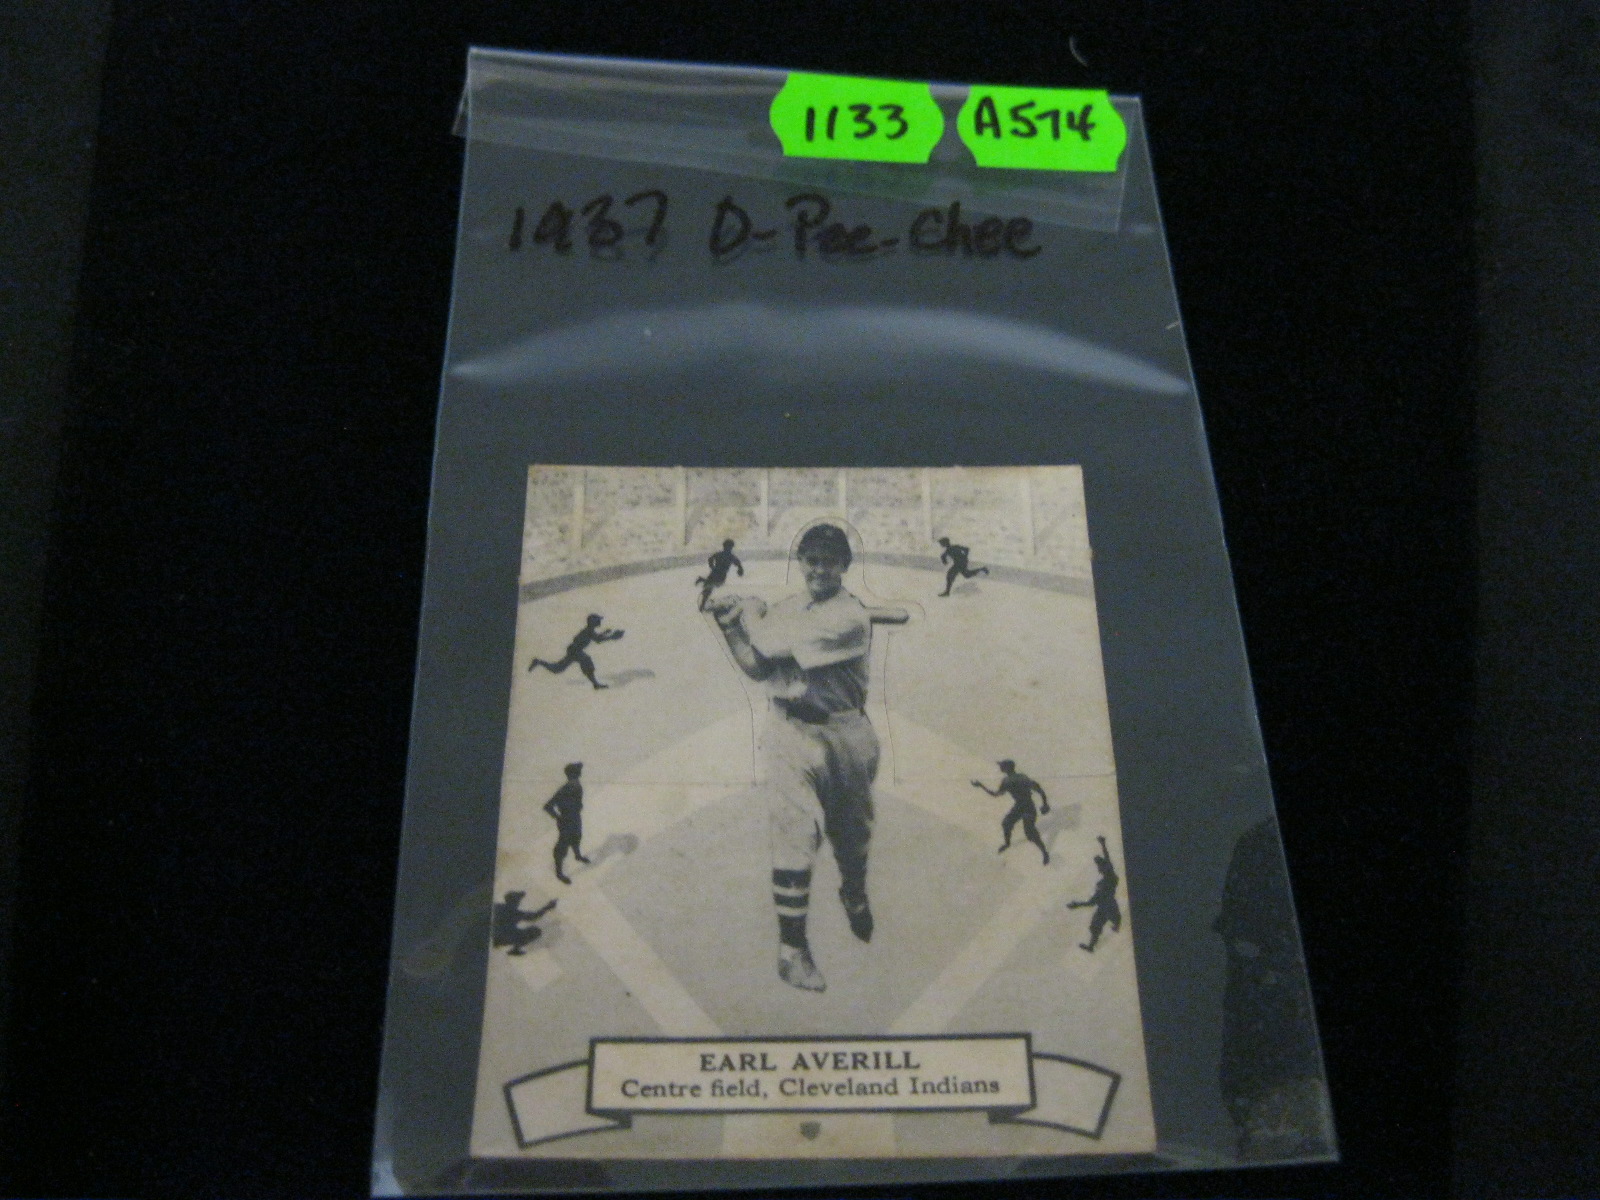 1133 A574
1937 O-Pee-Chee
EARL AVERILL
Centre field, Cleveland Indians